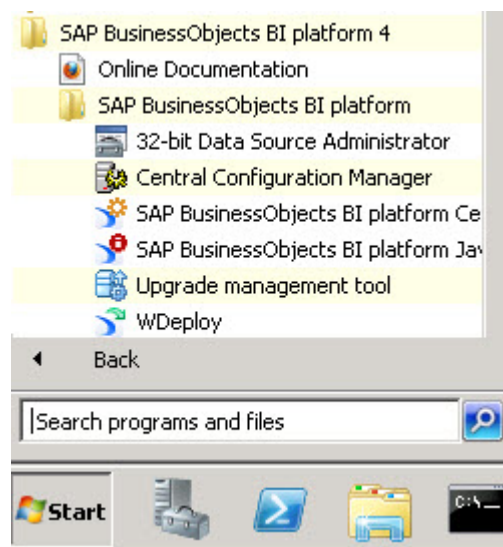 SAP BusinessObjects BI platform 4
Online Documentation
SAP BusinessObjects BI platform
32-bit Data Source Administrator
Central Configuration Manager
SAP BusinessObjects BI platform Ce
SAP BusinessObjects BI platform Jav
Upgrade management tool
WDeploy
Back
Search programs and files
Start
C:\_